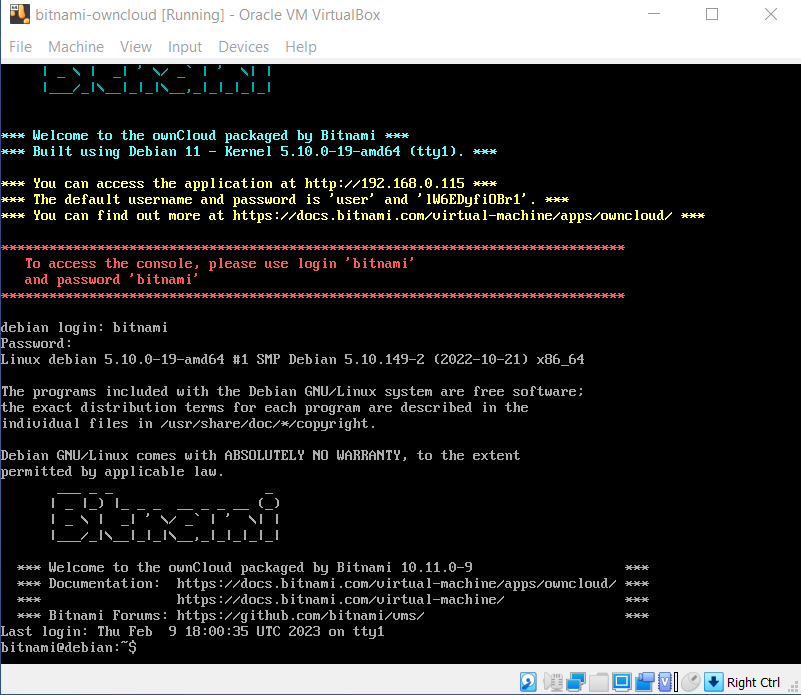 bitnami-owncloud [Running] - Oracle VM VirtualBox
File Machine View Input Devices Help
Bitnami
*** Welcome to the ownCloud packaged by Bitnami ***
*** Built using Debian 11 - Kernel 5.10.0-19-amd64 (tty1). ***
*** You can access the application at http://192.168.0.115 ***
*** The default username and password is 'user' and 'lW6EDyfiOBr1'. ***
*** You can find out more at https://docs.bitnami.com/virtual-machine/apps/owncloud/ ***
******************************************************************************
To access the console, please use login 'bitnami'
and password 'bitnami'
******************************************************************************
debian login: bitnami
Password:
Linux debian 5.10.0-19-amd64 #1 SMP Debian 5.10.149-2 (2022-10-21) x86_64
The programs included with the Debian GNU/Linux system are free software;
the exact distribution terms for each program are described in the
individual files in /usr/share/doc/*/copyright.
Debian GNU/Linux comes with ABSOLUTELY NO WARRANTY, to the extent
permitted by applicable law.
Bitnami
*** Welcome to the ownCloud packaged by Bitnami 10.11.0-9 ***
*** Documentation: https://docs.bitnami.com/virtual-machine/apps/owncloud/ ***
*** https://docs.bitnami.com/virtual-machine/ ***
*** Bitnami Forums: https://github.com/bitnami/vms/ ***
Last login: Thu Feb 9 18:00:35 UTC 2023 on tty1
bitnami@debian:~$
Right Ctrl